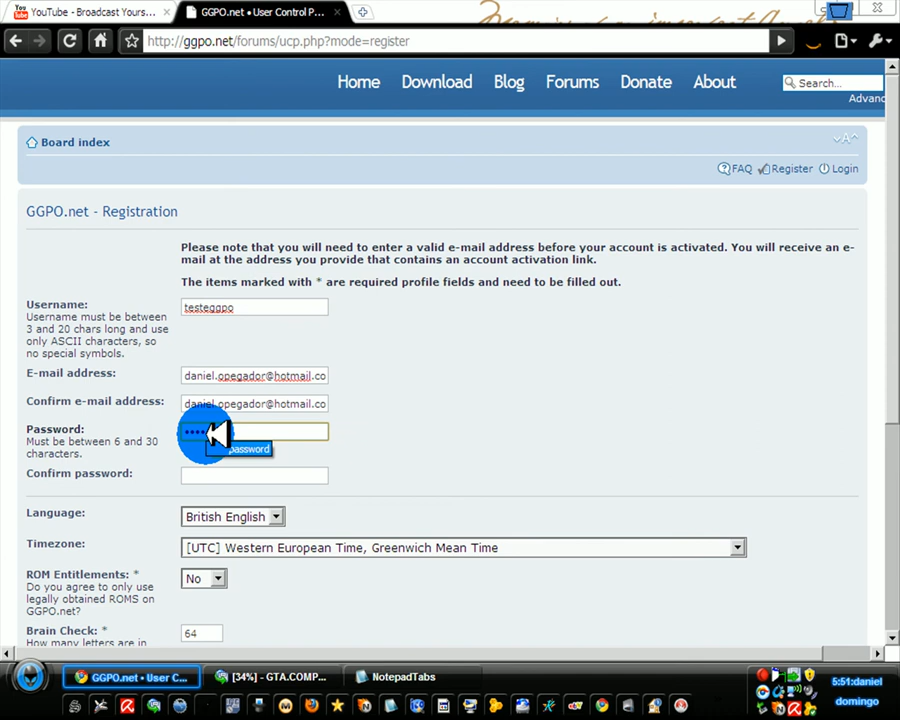 YouTube - Broadcast Yours...
GGPO.net • User Control P...
http://ggpo.net/forums/ucp.php?mode=register
Home Download Blog Forums Donate About
Search...
Advanc
Board index
FAQ Register Login
GGPO.net - Registration
Please note that you will need to enter a valid e-mail address before your account is activated. You will receive an e-
mail at the address you provide that contains an account activation link.
The items marked with * are required profile fields and need to be filled out.
Username:
Username must be between
3 and 20 chars long and use
only ASCII characters, so
no special symbols.
testeggpo
E-mail address:
daniel.opegador@hotmail.co
Confirm e-mail address:
daniel.opegador@hotmail.co
Password:
Must be between 6 and 30
characters.
password
Confirm password:
Language:
British English
Timezone:
[UTC] Western European Time, Greenwich Mean Time
ROM Entitlements: *
Do you agree to only use
legally obtained ROMS on
GGPO.net?
No
Brain Check: *
How many letters are in
64
GGPO.net • User C...
[34%] - GTA.COMP...
NotepadTabs
5:51:daniel
domingo